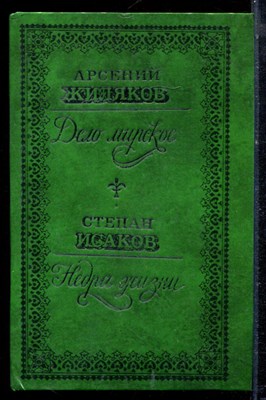 АРСЕНИЙ
ЖИЛЯКОВ
Дело мирское
СТЕПАН
ИСАКОВ
Недра жизни